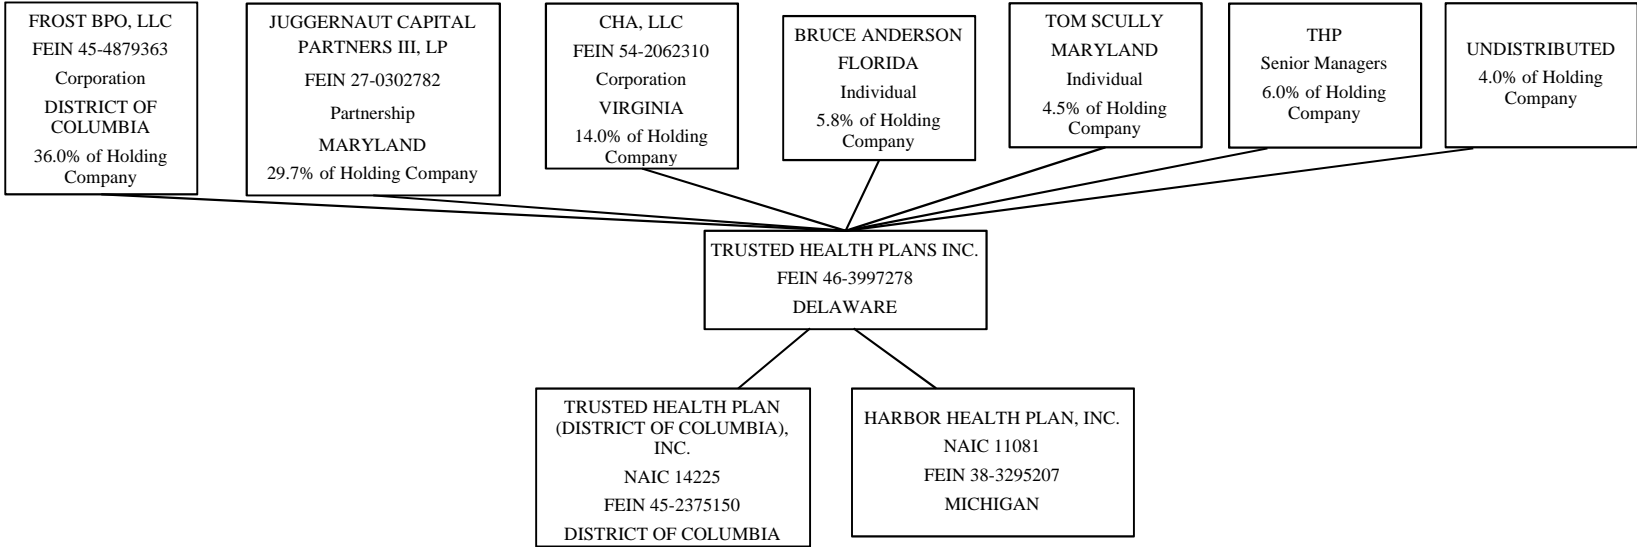 FROST BPO, LLC
FEIN 45-4879363
Corporation
DISTRICT OF
COLUMBIA
36.0% of Holding
Company
JUGGERNAUT CAPITAL
PARTNERS III, LP
FEIN 27-0302782
Partnership
MARYLAND
29.7% of Holding Company
CHA, LLC
FEIN 54-2062310
Corporation
VIRGINIA
14.0% of Holding
Company
BRUCE ANDERSON
FLORIDA
Individual
5.8% of Holding
Company
TOM SCULLY
MARYLAND
Individual
4.5% of Holding
Company
THP
Senior Managers
6.0% of Holding
Company
UNDISTRIBUTED
4.0% of Holding
Company
TRUSTED HEALTH PLANS INC.
FEIN 46-3997278
DELAWARE
TRUSTED HEALTH PLAN
(DISTRICT OF COLUMBIA),
INC.
NAIC 14225
FEIN 45-2375150
DISTRICT OF COLUMBIA
HARBOR HEALTH PLAN, INC.
NAIC 11081
FEIN 38-3295207
MICHIGAN